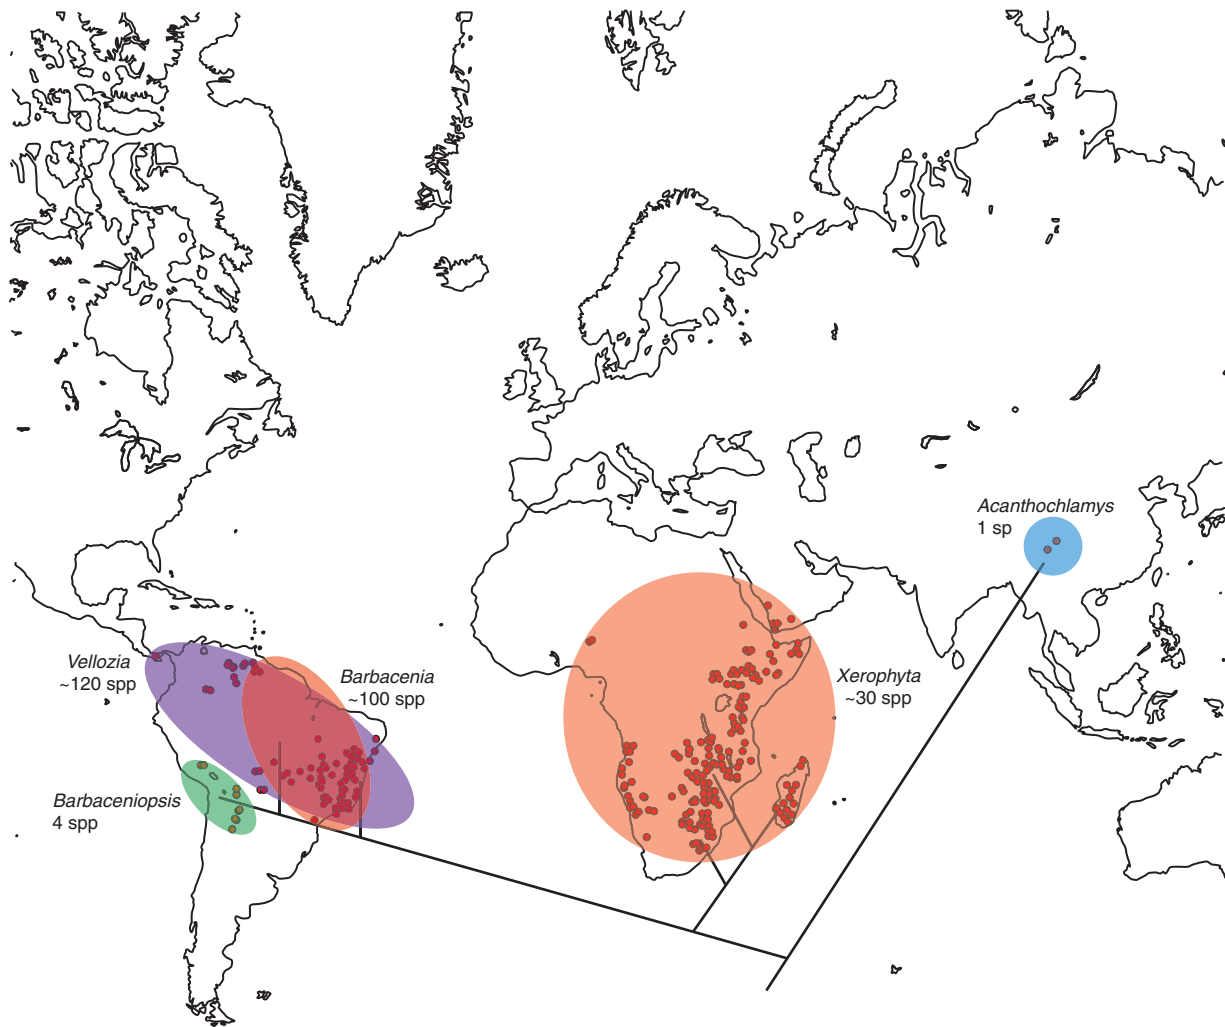 Acanthochlamys
1 sp
Vellozia
~120 spp
Barbacenia
~100 spp
Xerophyta
~30 spp
Barbaceniopsis
4 spp